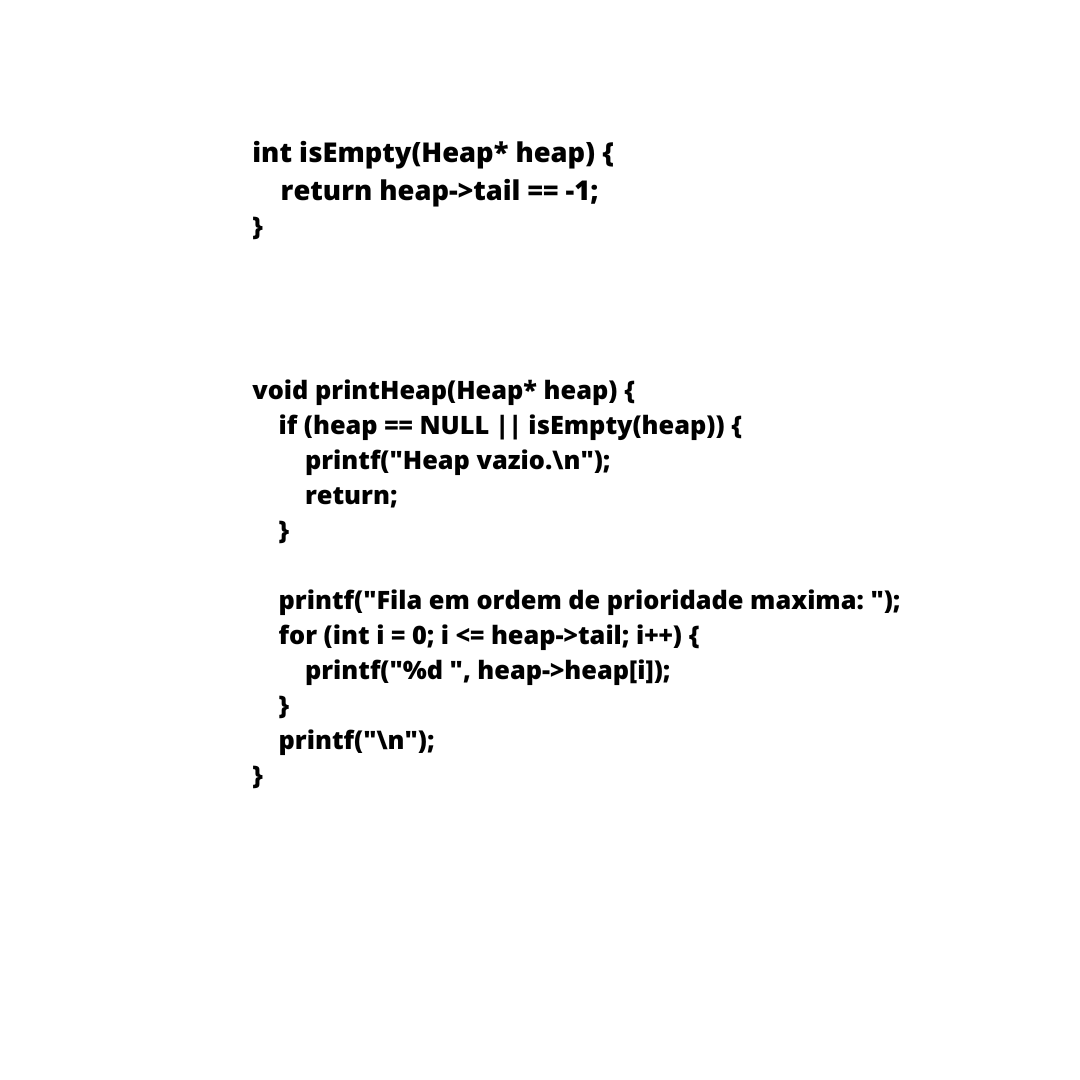 int isEmpty(Heap* heap) {
    return heap->tail == -1;
}
void printHeap(Heap* heap) {
    if (heap == NULL || isEmpty(heap)) {
        printf("Heap vazio.\n");
        return;
    }
    printf("Fila em ordem de prioridade maxima: ");
    for (int i = 0; i <= heap->tail; i++) {
        printf("%d ", heap->heap[i]);
    }
    printf("\n");
}